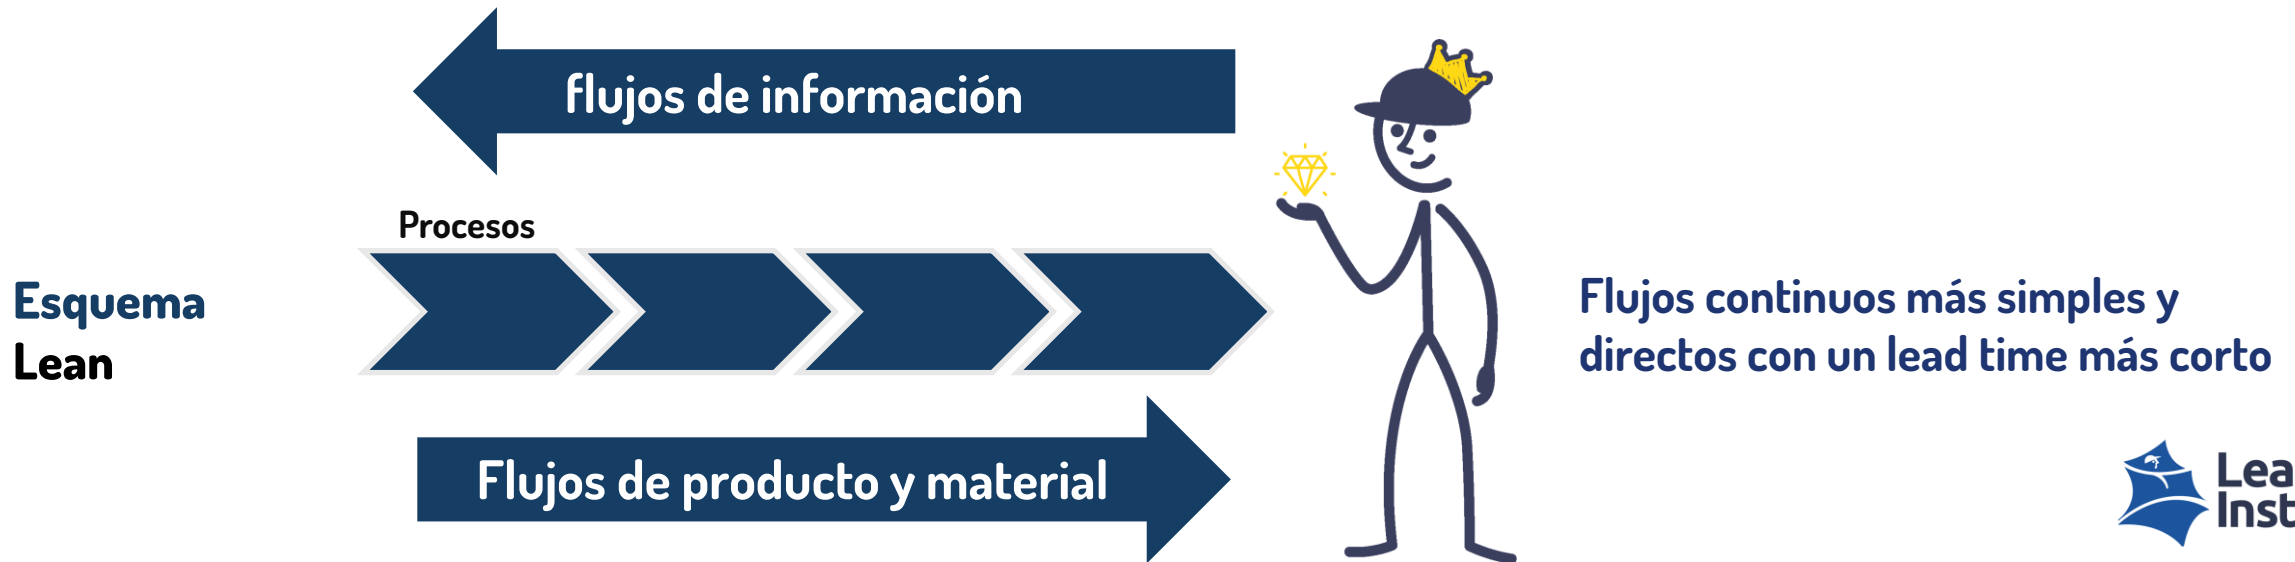 flujos de información
Procesos
Esquema
Lean
Flujos continuos más simples y
directos con un lead time más corto
Flujos de producto y material